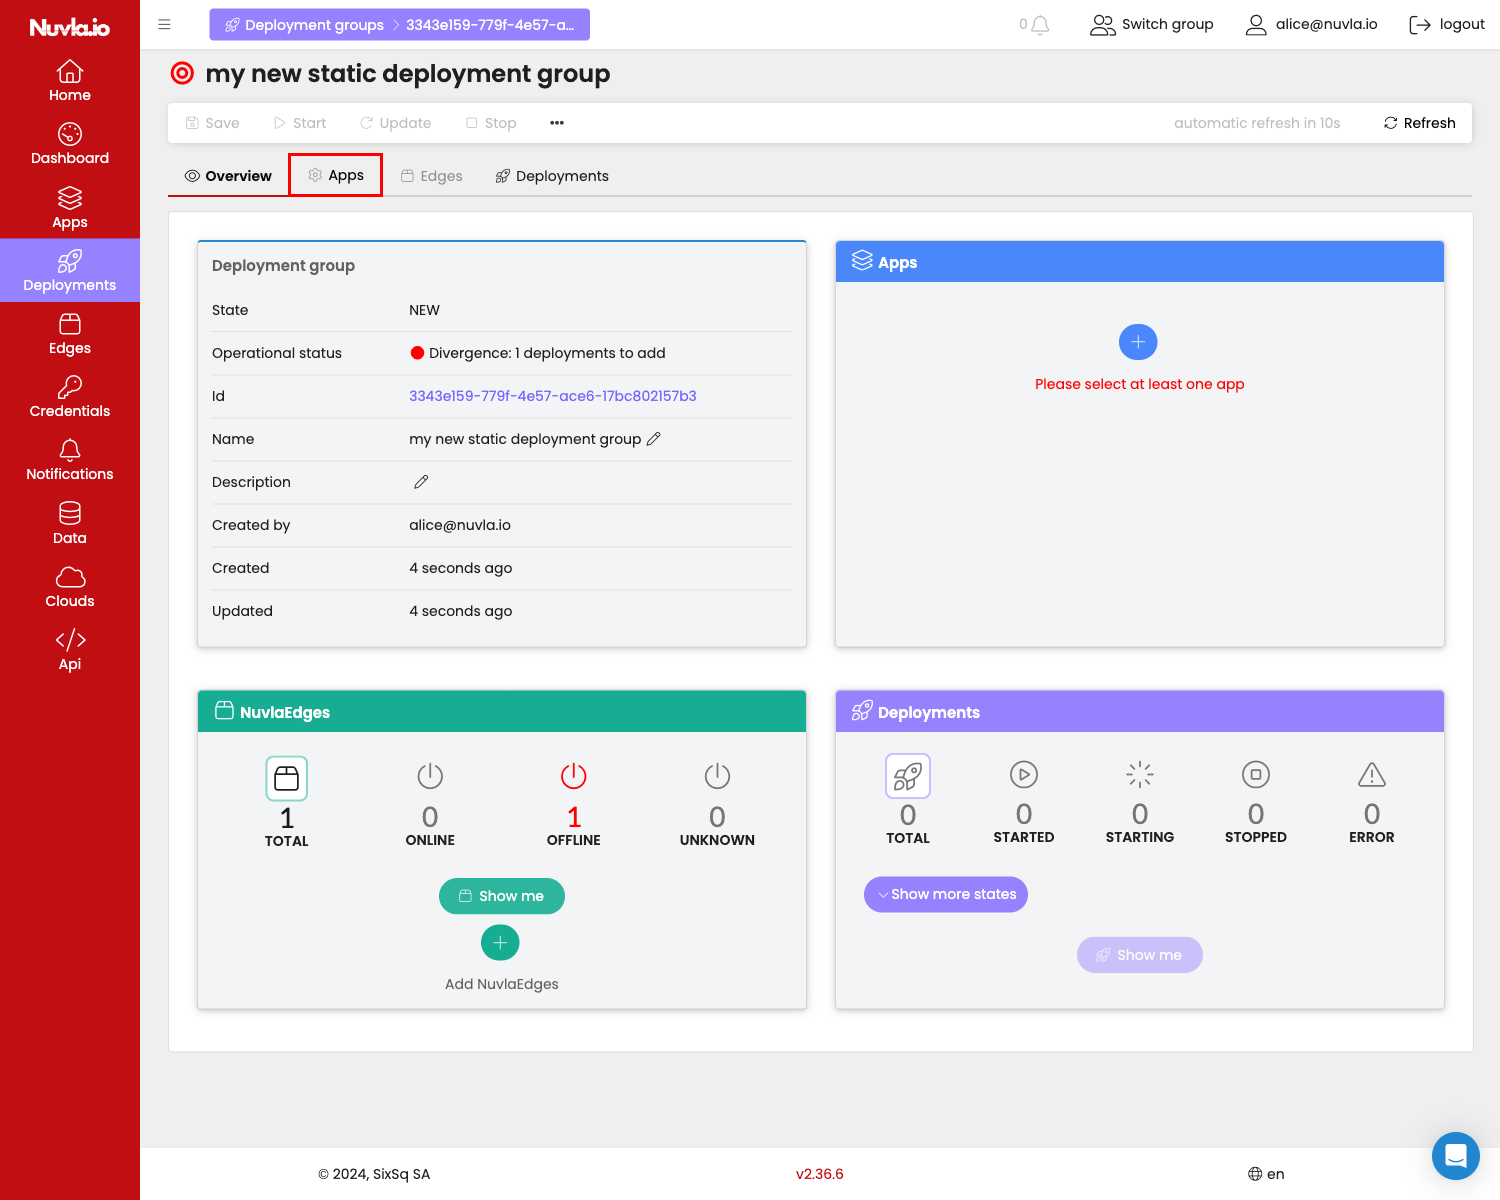 Nuvla.io
Home
Dashboard
Apps
Deployments
Edges
Credentials
Notifications
Data
Clouds
Api
Deployment groups
3343e159-779f-4e57-a...
0
Switch group
alice@nuvla.io
logout
my new static deployment group
Save
Start
Update
Stop
automatic refresh in 10s
Refresh
Overview
Apps
Edges
Deployments
Deployment group
State NEW
Operational status Divergence: 1 deployments to add
Id 3343e159-779f-4e57-ace6-17bc802157b3
Name my new static deployment group
Description
Created by alice@nuvla.io
Created 4 seconds ago
Updated 4 seconds ago
Apps
Please select at least one app
NuvlaEdges
1 0 1 0
TOTAL ONLINE OFFLINE UNKNOWN
Show me
Add NuvlaEdges
Deployments
0 0 0 0 0
TOTAL STARTED STARTING STOPPED ERROR
Show more states
Show me
© 2024, SixSq SA
v2.36.6
en